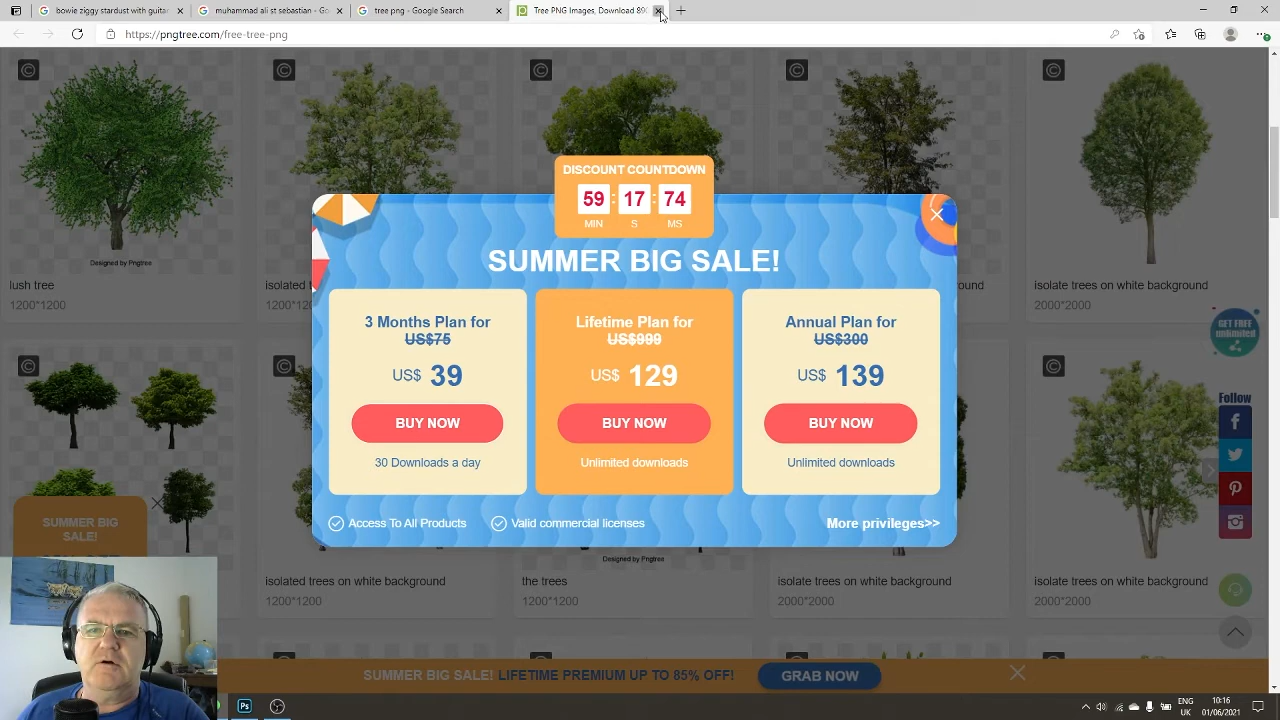 bowie ziggy stardust with guitar
muhammad ali st sebastian - Go
tree png - Google Search
Tree PNG Images, Download 890
https://pngtree.com/free-tree-png
DISCOUNT COUNTDOWN
59 : 17 : 74
MIN S MS
Designed by Pngtree
SUMMER BIG SALE!
lush tree
isolated t
ground
isolate trees on white background
1200*1200
1200*1
2000*2000
3 Months Plan for
US$75
US$ 39
BUY NOW
30 Downloads a day
Lifetime Plan for
US$999
US$ 129
BUY NOW
Unlimited downloads
Annual Plan for
US$300
US$ 139
BUY NOW
Unlimited downloads
GET FREE
unlimited
Follow
Access To All Products
Valid commercial licenses
More privileges>>
SUMMER BIG
SALE!
Designed by Pngtree
isolated trees on white background
the trees
isolate trees on white background
isolate trees on white background
1200*1200
1200*1200
2000*2000
2000*2000
SUMMER BIG SALE! LIFETIME PREMIUM UP TO 85% OFF!
GRAB NOW
Ps
ENG
UK
10:16
01/06/2021